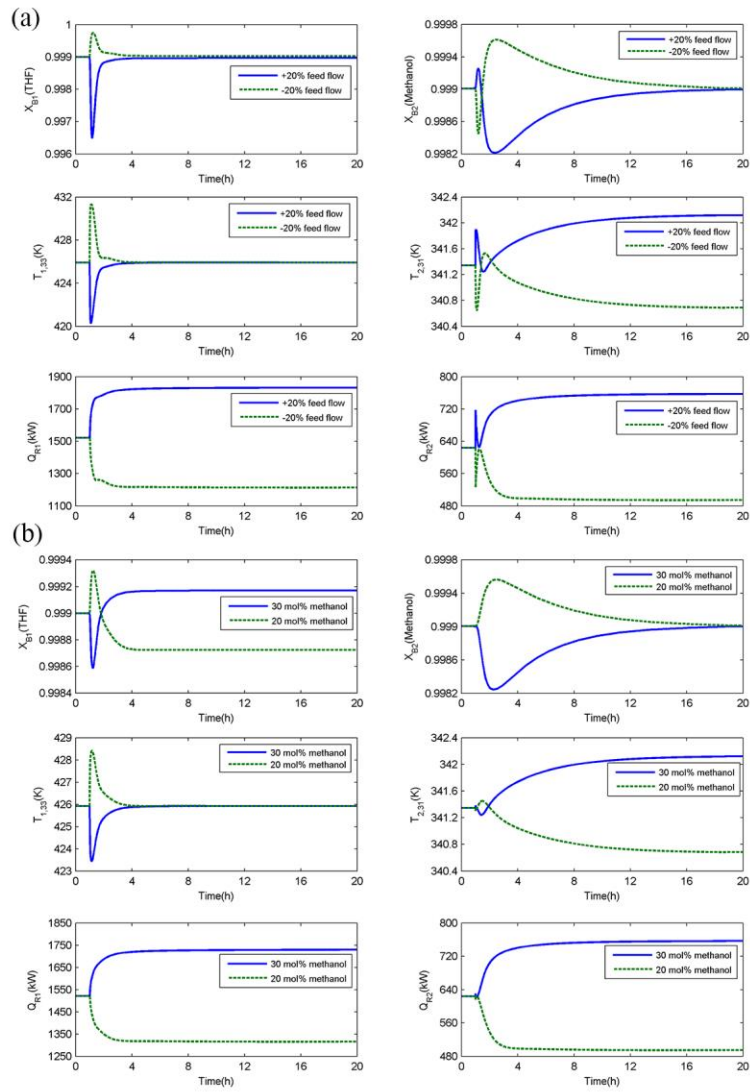 (a)
1
0.999
0.998
0.997
0.996
X_B1(THF)
+20% feed flow
-20% feed flow
0 4 8 12 16 20
Time(h)
0.9998
0.9994
0.999
0.9986
0.9982
X_B2(Methanol)
+20% feed flow
-20% feed flow
0 4 8 12 16 20
Time(h)
432
428
424
420
T_1,33(K)
+20% feed flow
-20% feed flow
0 4 8 12 16 20
Time(h)
342.4
342
341.6
341.2
340.8
340.4
T_2,31(K)
+20% feed flow
-20% feed flow
0 4 8 12 16 20
Time(h)
1900
1700
1500
1300
1100
Q_R1(kW)
+20% feed flow
-20% feed flow
0 4 8 12 16 20
Time(h)
800
720
640
560
480
Q_R2(kW)
+20% feed flow
-20% feed flow
0 4 8 12 16 20
Time(h)
(b)
0.9994
0.9992
0.999
0.9988
0.9986
0.9984
X_B1(THF)
30 mol% methanol
20 mol% methanol
0 4 8 12 16 20
Time(h)
0.9998
0.9994
0.999
0.9986
0.9982
X_B2(Methanol)
30 mol% methanol
20 mol% methanol
0 4 8 12 16 20
Time(h)
429
428
427
426
425
424
423
T_1,33(K)
30 mol% methanol
20 mol% methanol
0 4 8 12 16 20
Time(h)
342.4
342
341.6
341.2
340.8
340.4
T_2,31(K)
30 mol% methanol
20 mol% methanol
0 4 8 12 16 20
Time(h)
1850
1750
1650
1550
1450
1350
1250
Q_R1(kW)
30 mol% methanol
20 mol% methanol
0 4 8 12 16 20
Time(h)
800
720
640
560
480
Q_R2(kW)
30 mol% methanol
20 mol% methanol
0 4 8 12 16 20
Time(h)